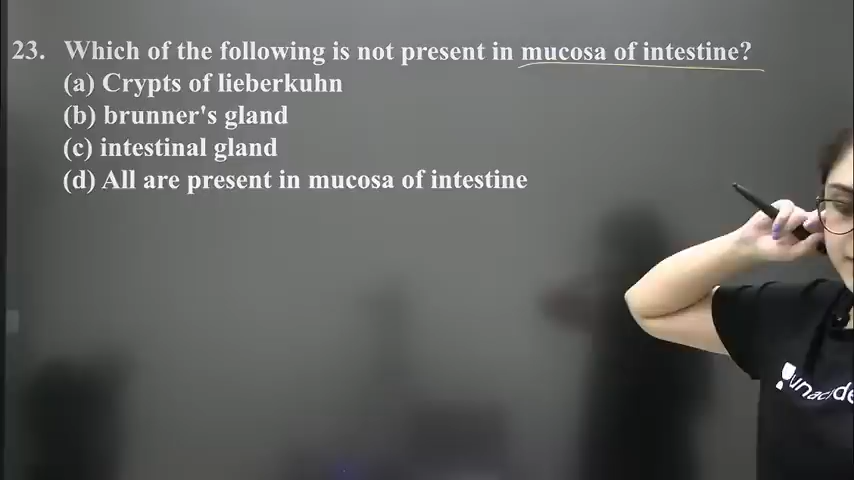 23. Which of the following is not present in mucosa of intestine?
(a) Crypts of lieberkuhn
(b) brunner's gland
(c) intestinal gland
(d) All are present in mucosa of intestine